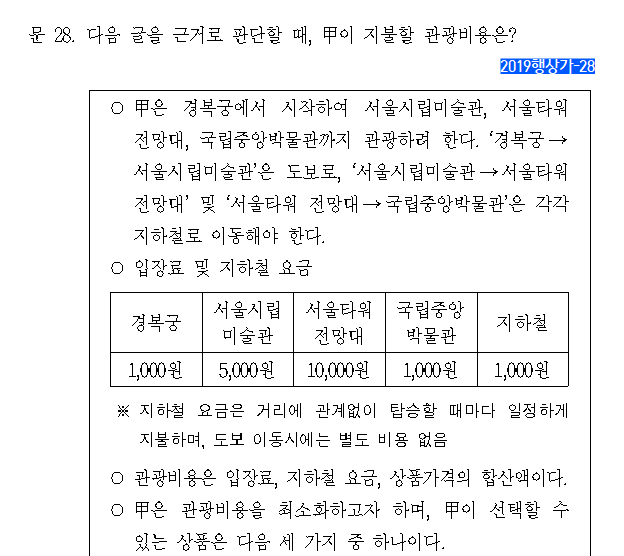 문 28. 다음 글을 근거로 판단할 때, 甲이 지불할 관광비용은?
2019행상가-28
○ 甲은 경복궁에서 시작하여 서울시립미술관, 서울타워
전망대, 국립중앙박물관까지 관광하려 한다. ‘경복궁→
서울시립미술관’은 도보로, ‘서울시립미술관→서울타워
전망대’ 및 ‘서울타워 전망대→국립중앙박물관’은 각각
지하철로 이동해야 한다.
○ 입장료 및 지하철 요금
경복궁 서울시립 미술관 서울타워 전망대 국립중앙 박물관 지하철
1,000원 5,000원 10,000원 1,000원 1,000원
※ 지하철 요금은 거리에 관계없이 탑승할 때마다 일정하게
지불하며, 도보 이동시에는 별도 비용 없음
○ 관광비용은 입장료, 지하철 요금, 상품가격의 합산액이다.
○ 甲은 관광비용을 최소화하고자 하며, 甲이 선택할 수
있는 상품은 다음 세 가지 중 하나이다.